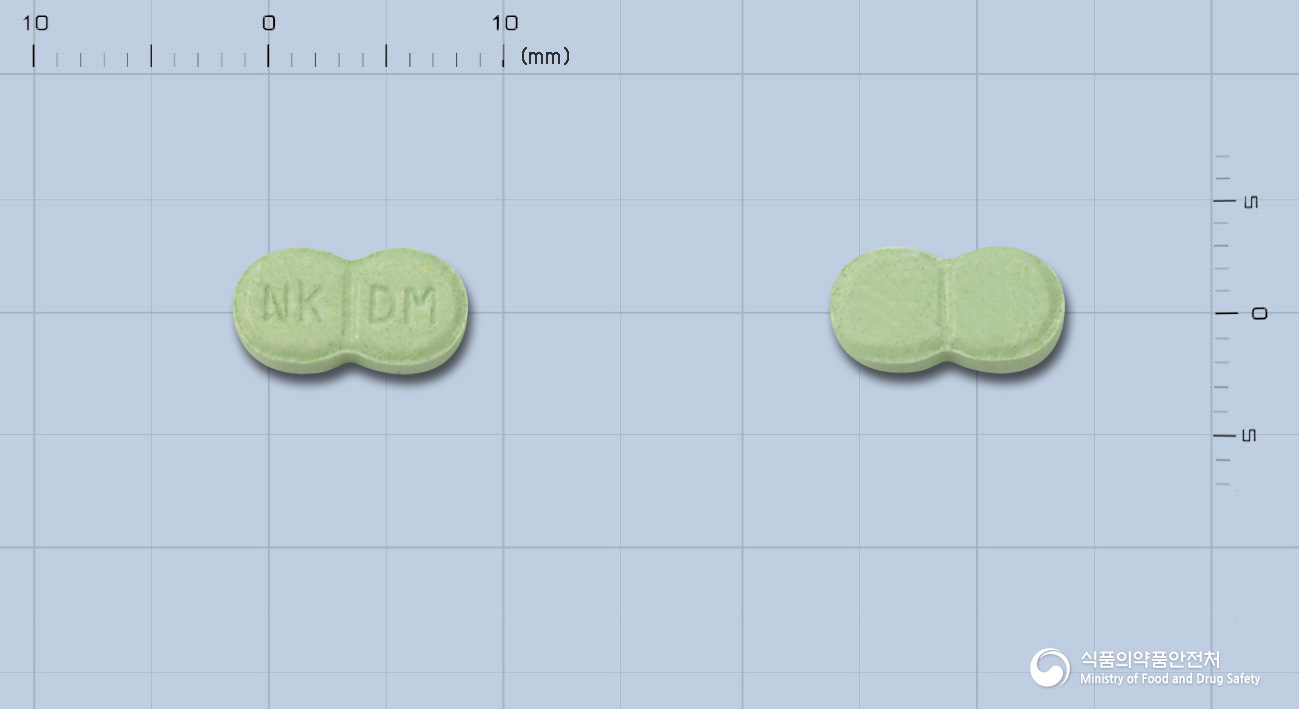 10 0 10
(mm)
NK DM
5
0
5
식품의약품안전처
Ministry of Food and Drug Safety